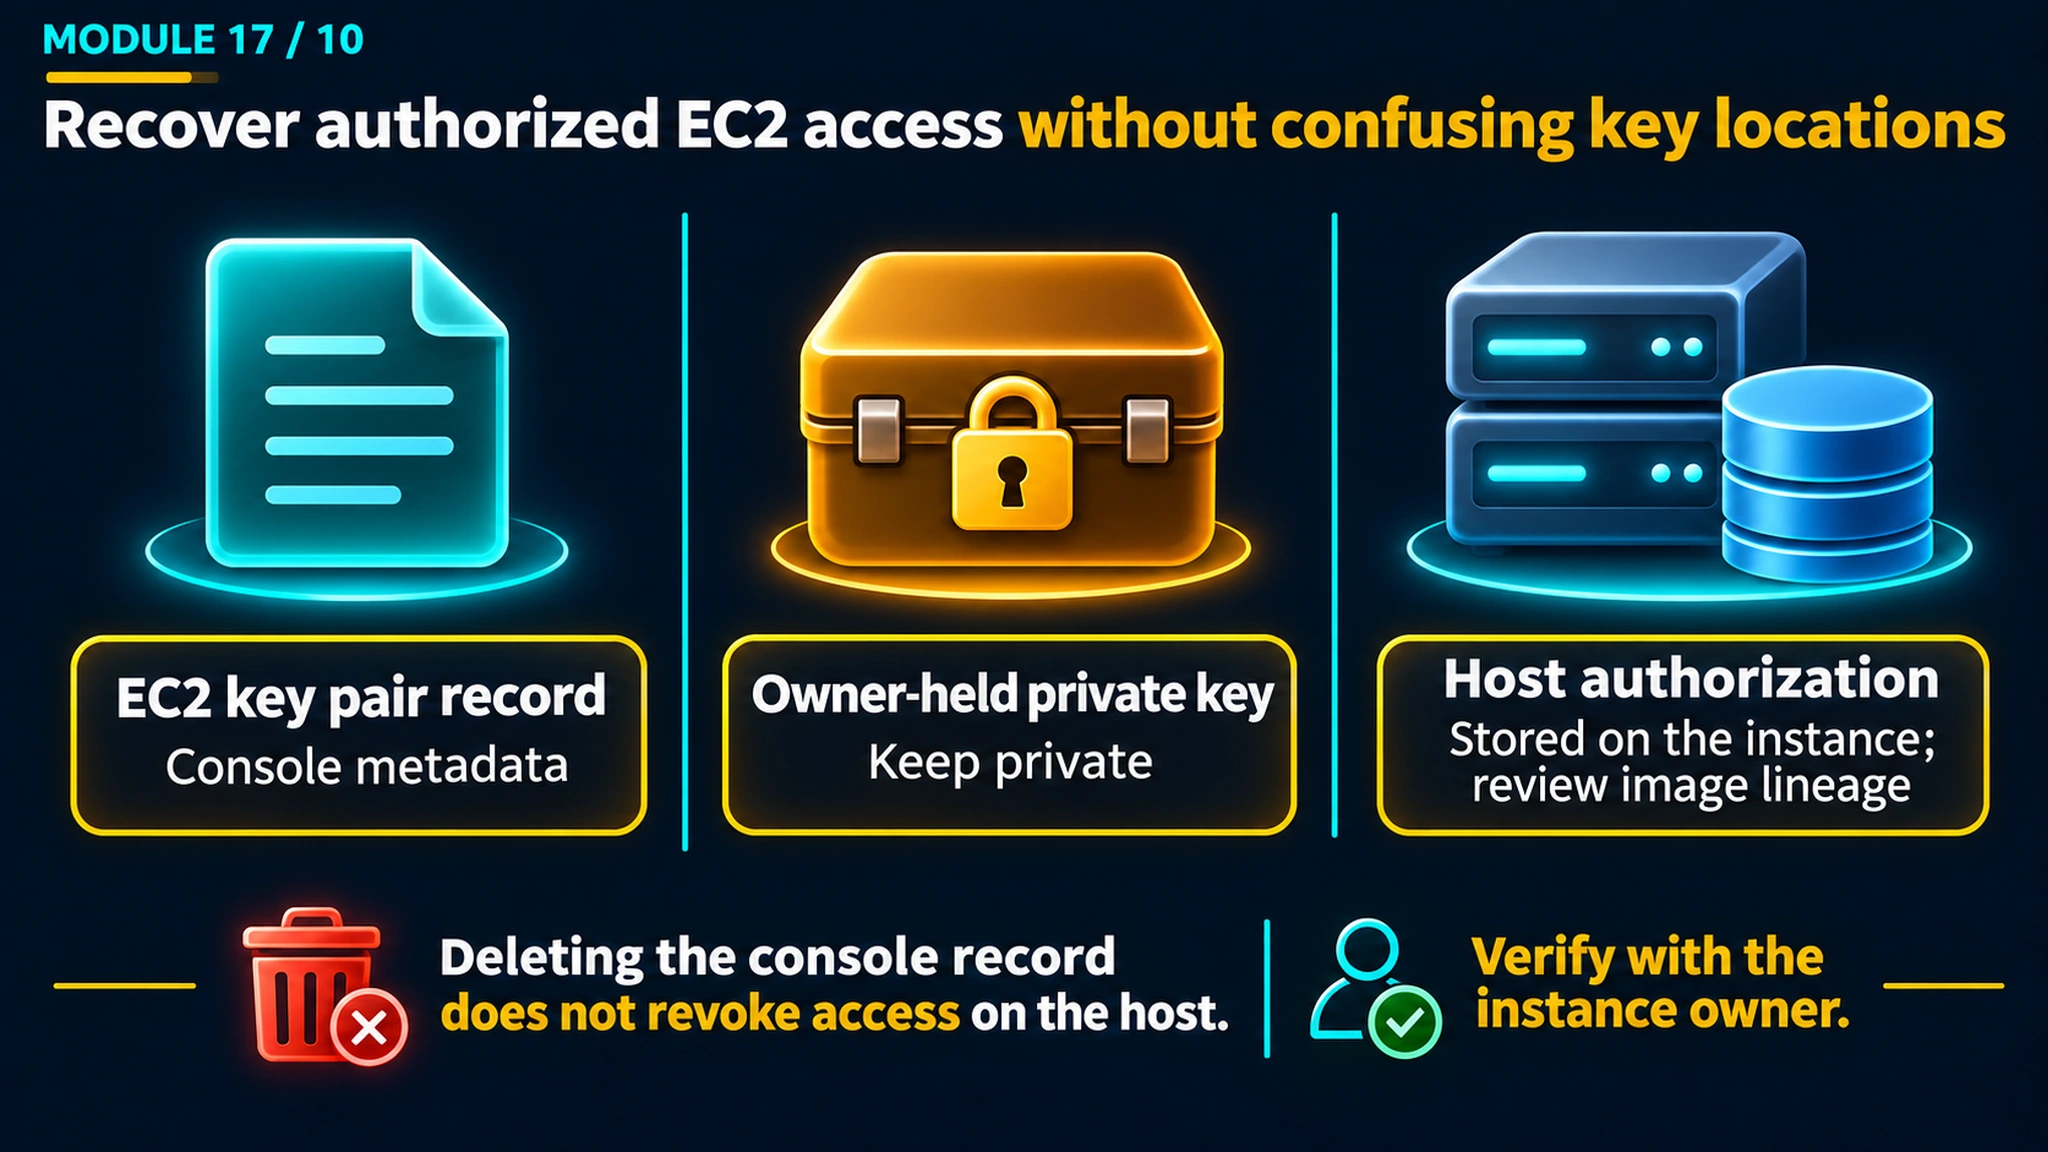 MODULE 17 / 10
Recover authorized EC2 access without confusing key locations
EC2 key pair record
Console metadata
Owner-held private key
Keep private
Host authorization
Stored on the instance;
review image lineage
Deleting the console record
does not revoke access on the host.
Verify with the
instance owner.